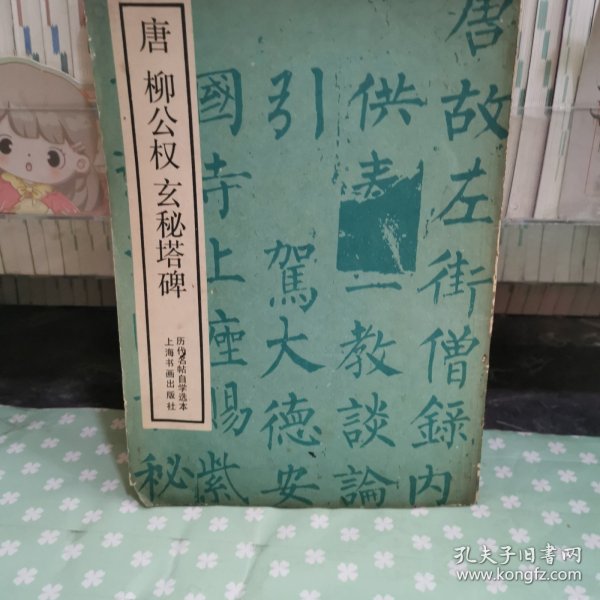 唐 柳公权 玄秘塔碑
历代名帖自学选本
上海书画出版社
唐故左街僧錄内
供奉三教談論
引 駕大德安
國寺上座賜紫
秘
孔夫子旧书网
www.kongfz.com